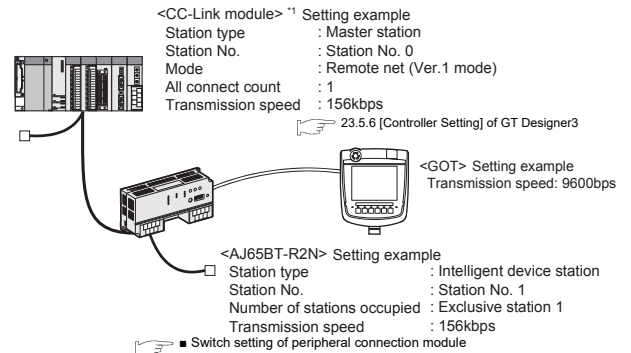 <CC-Link module> *1 Setting example
Station type : Master station
Station No. : Station No. 0
Mode : Remote net (Ver.1 mode)
All connect count : 1
Transmission speed : 156kbps
23.5.6 [Controller Setting] of GT Designer3
<GOT> Setting example
Transmission speed: 9600bps
<AJ65BT-R2N> Setting example
Station type : Intelligent device station
Station No. : Station No. 1
Number of stations occupied : Exclusive station 1
Transmission speed : 156kbps
■ Switch setting of peripheral connection module